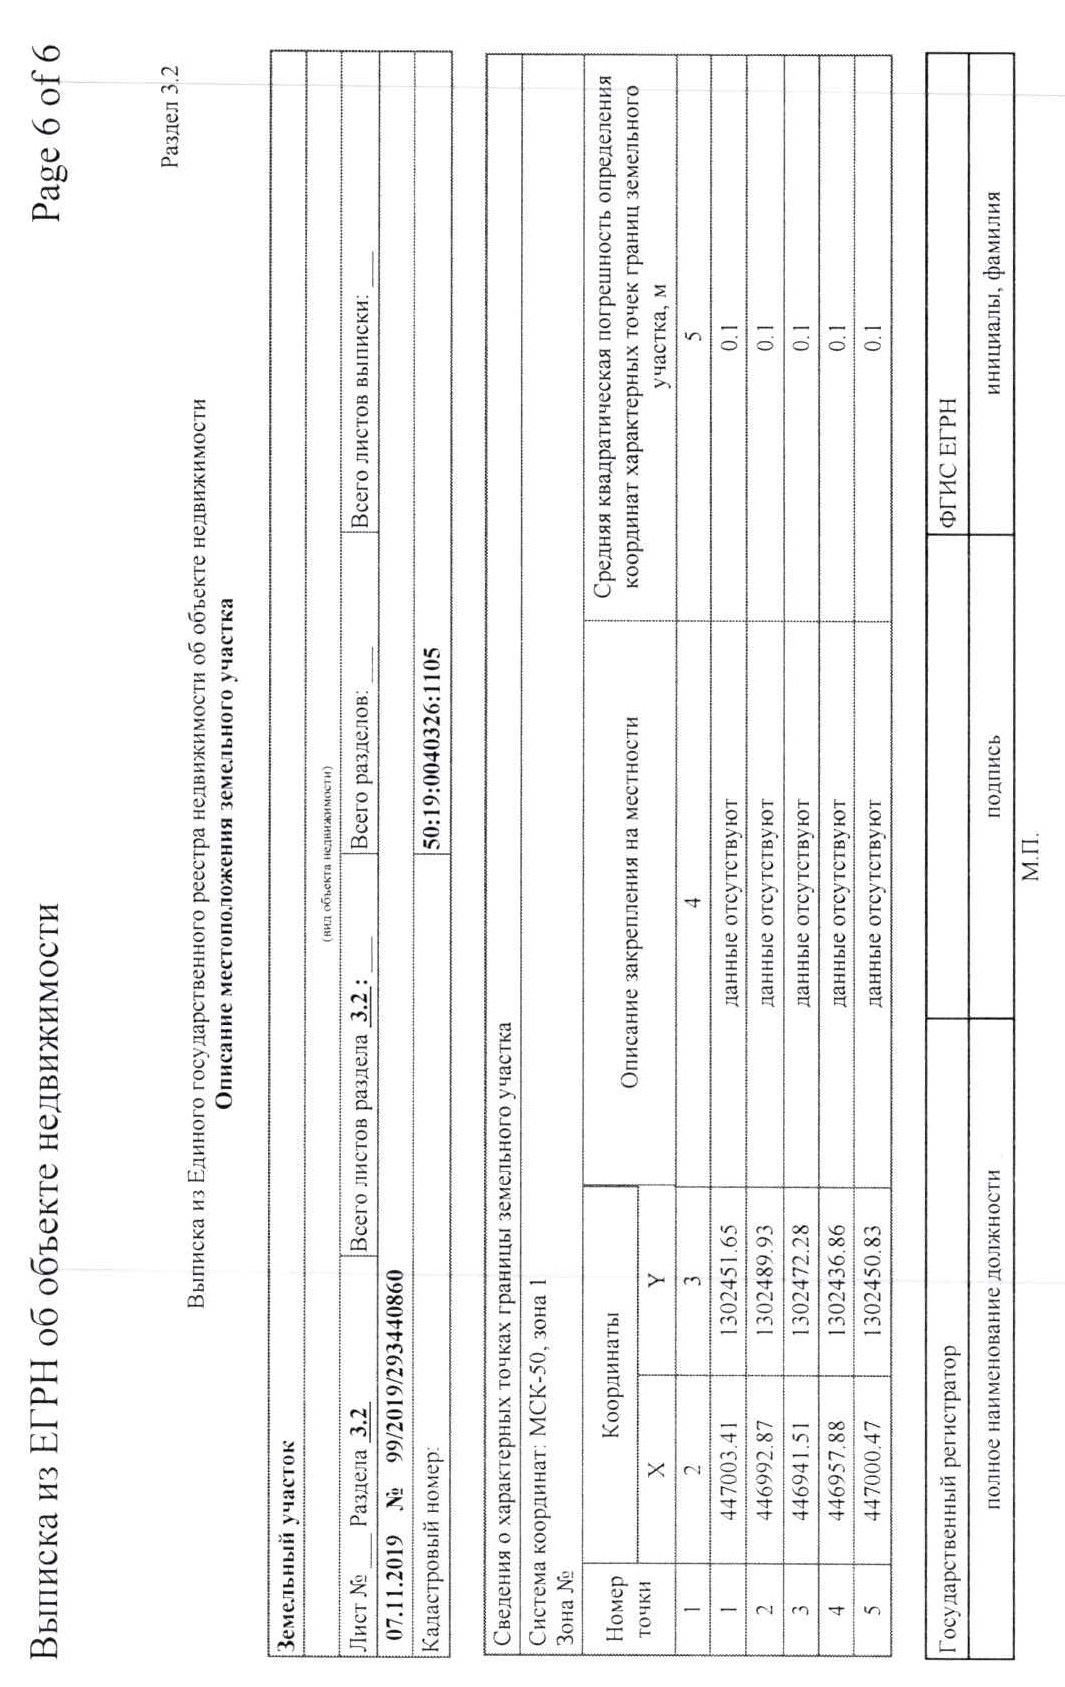 Выписка из ЕГРН об объекте недвижимости Page 6 of 6
Раздел 3.2
Выписка из Единого государственного реестра недвижимости об объекте недвижимости
Описание местоположения земельного участка
Земельный участок
(вид объекта недвижимости)
Лист № ___ Раздела 3.2 Всего листов раздела 3.2 : ___ Всего разделов: ___ Всего листов выписки: ___
07.11.2019 № 99/2019/293440860
Кадастровый номер: 50:19:0040326:1105
Сведения о характерных точках границы земельного участка
Система координат: МСК-50, зона 1
Зона №
Номер точки Координаты Описание закрепления на местности Средняя квадратическая погрешность определения координат характерных точек границ земельного участка, м
X Y
1 2 3 4 5
1 447003.41 1302451.65 данные отсутствуют 0.1
2 446992.87 1302489.93 данные отсутствуют 0.1
3 446941.51 1302472.28 данные отсутствуют 0.1
4 446957.88 1302436.86 данные отсутствуют 0.1
5 447000.47 1302450.83 данные отсутствуют 0.1
Государственный регистратор ФГИС ЕГРН
полное наименование должности подпись инициалы, фамилия
М.П.